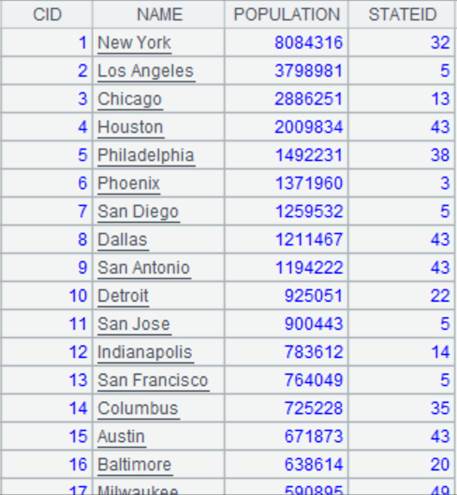 CID NAME POPULATION STATEID
1 New York 8084316 32
2 Los Angeles 3798981 5
3 Chicago 2886251 13
4 Houston 2009834 43
5 Philadelphia 1492231 38
6 Phoenix 1371960 3
7 San Diego 1259532 5
8 Dallas 1211467 43
9 San Antonio 1194222 43
10 Detroit 925051 22
11 San Jose 900443 5
12 Indianapolis 783612 14
13 San Francisco 764049 5
14 Columbus 725228 35
15 Austin 671873 43
16 Baltimore 638614 20
17 Milwaukee 590895 49